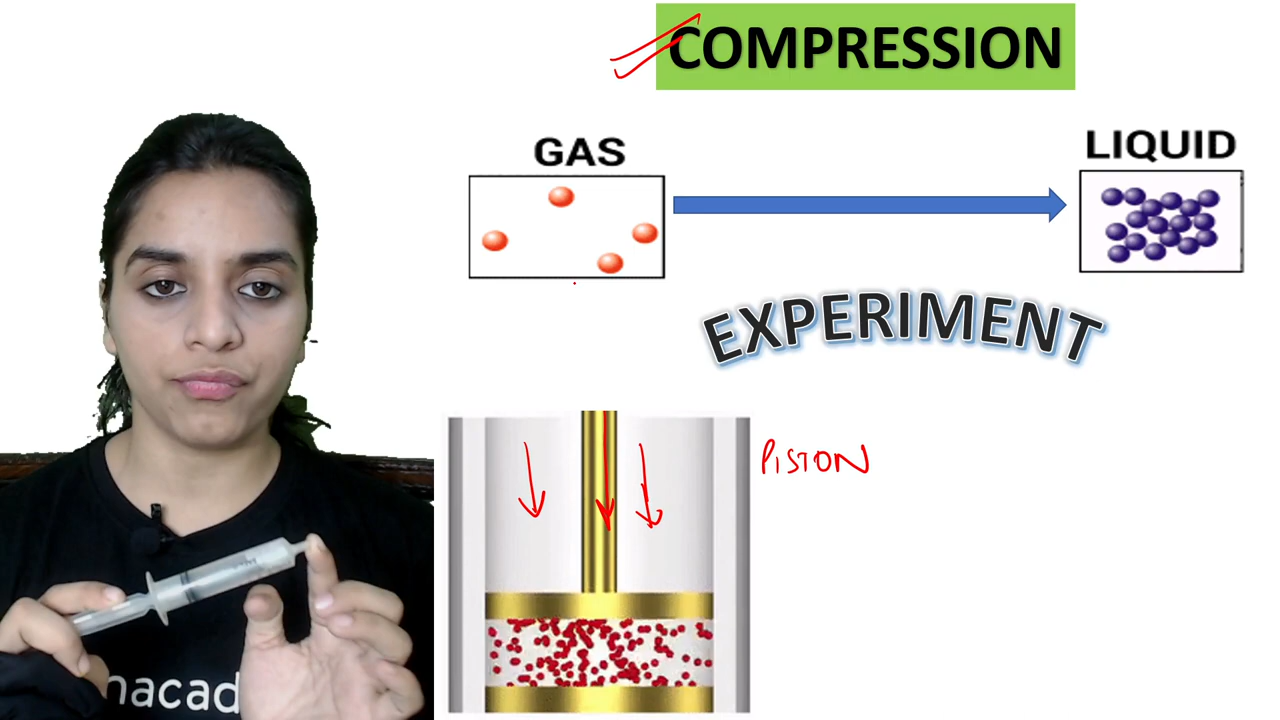 COMPRESSION
GAS
LIQUID
EXPERIMENT
PISTON
nacad